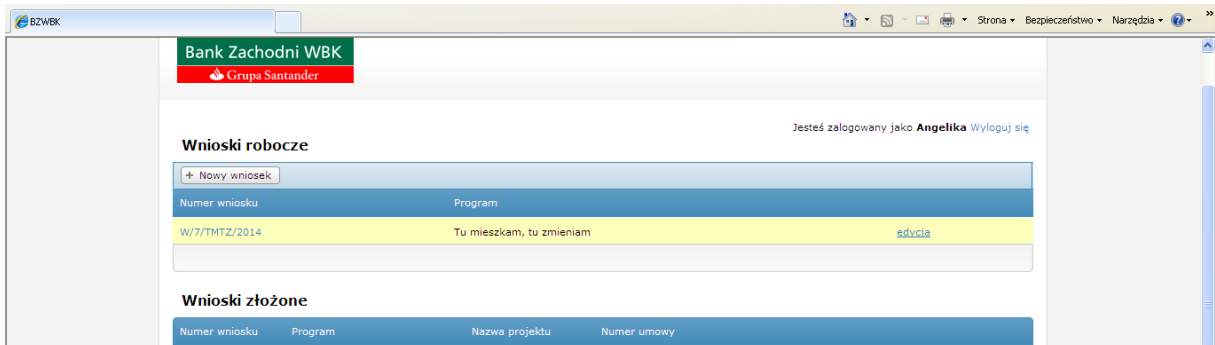 BZWBK
Strona Bezpieczeństwo Narzędzia »
Bank Zachodni WBK
Grupa Santander
Jesteś zalogowany jako Angelika Wyloguj się
Wnioski robocze
+ Nowy wniosek
Numer wniosku Program
W/7/TMTZ/2014 Tu mieszkam, tu zmieniam edycja
Wnioski złożone
Numer wniosku Program Nazwa projektu Numer umowy